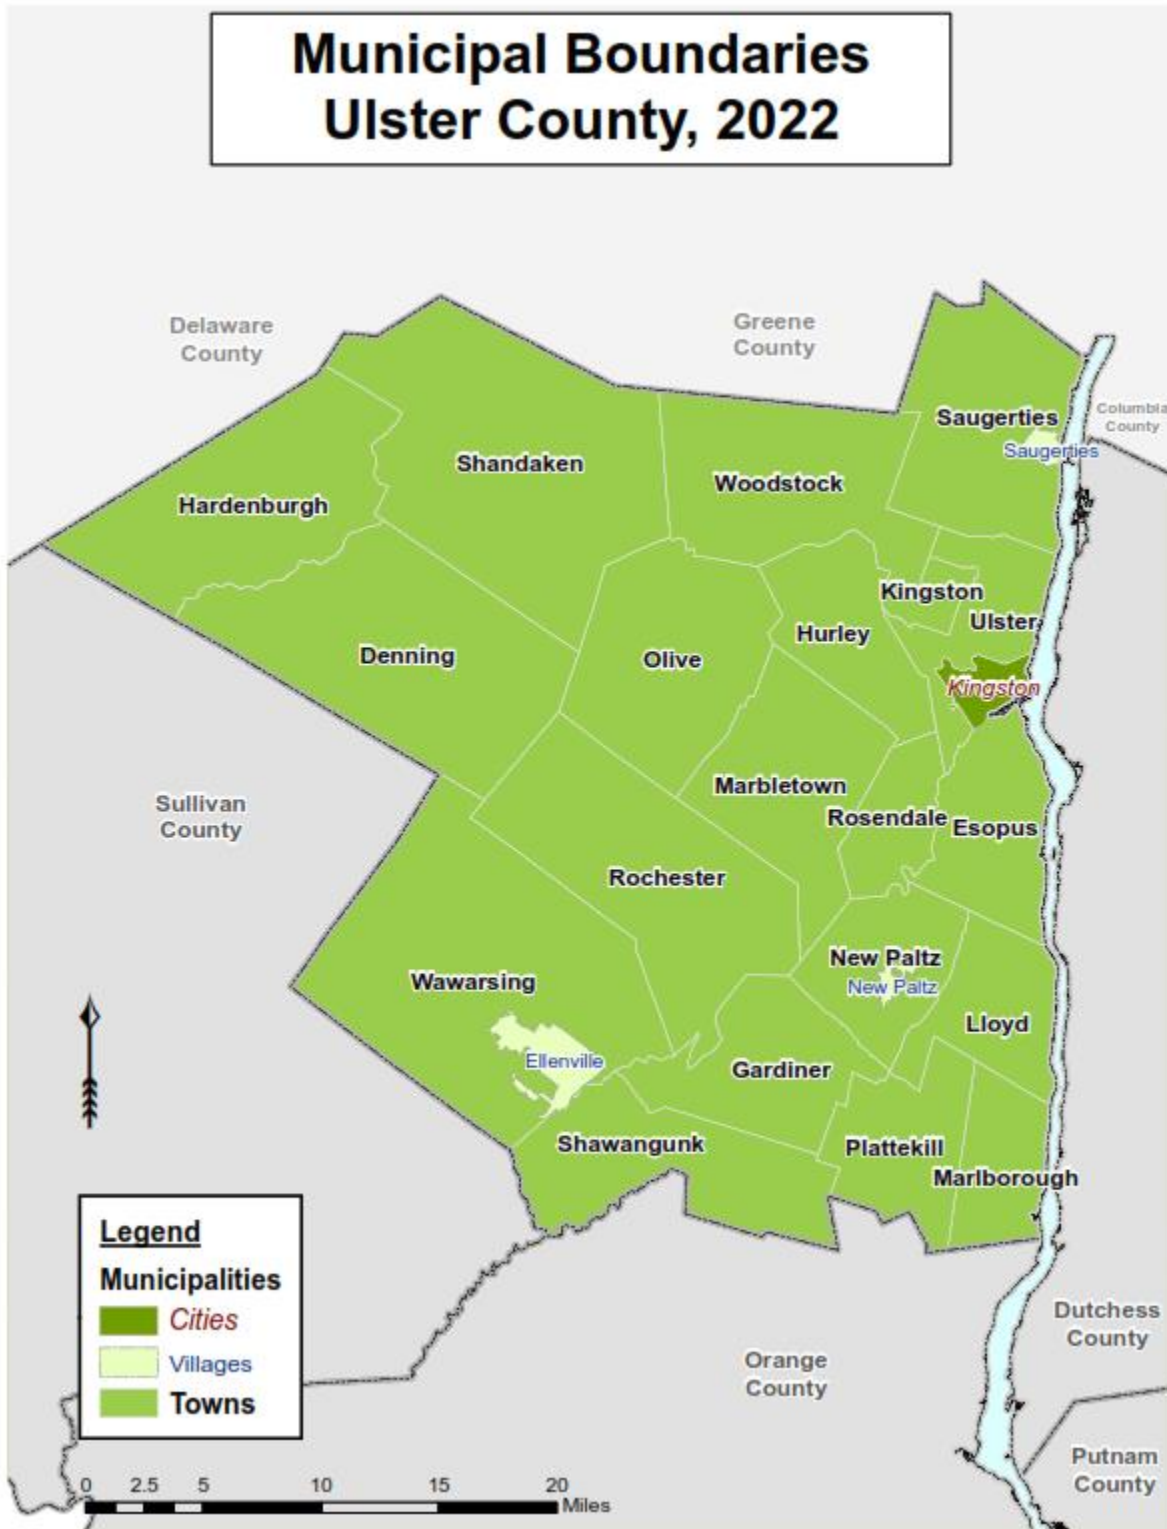 Municipal Boundaries
Ulster County, 2022
Delaware
County
Greene
County
Columbia
County
Saugerties
Saugerties
Shandaken
Woodstock
Hardenburgh
Kingston
Ulster
Hurley
Denning
Olive
Kingston
Marbletown
Rosendale
Esopus
Sullivan
County
Rochester
New Paltz
New Paltz
Wawarsing
Lloyd
Ellenville
Gardiner
Shawangunk
Plattekill
Marlborough
Legend
Municipalities
Cities
Villages
Towns
Dutchess
County
Orange
County
Putnam
County
0 2.5 5 10 15 20
Miles